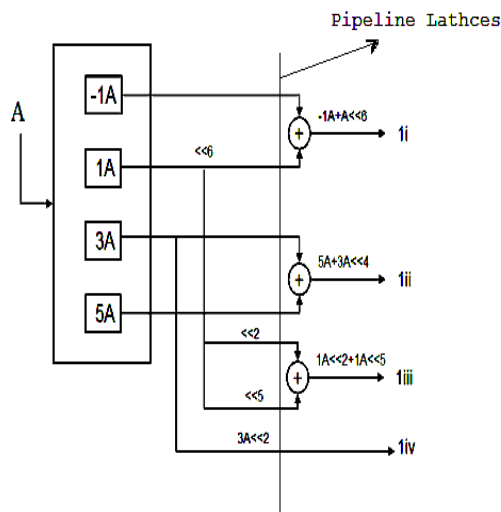 Pipeline Lathces
A
-1A
1A
3A
5A
<<6
-1A+A<<6
1i
5A+3A<<4
1ii
<<2
1A<<2+1A<<5
1iii
<<5
3A<<2
1iv